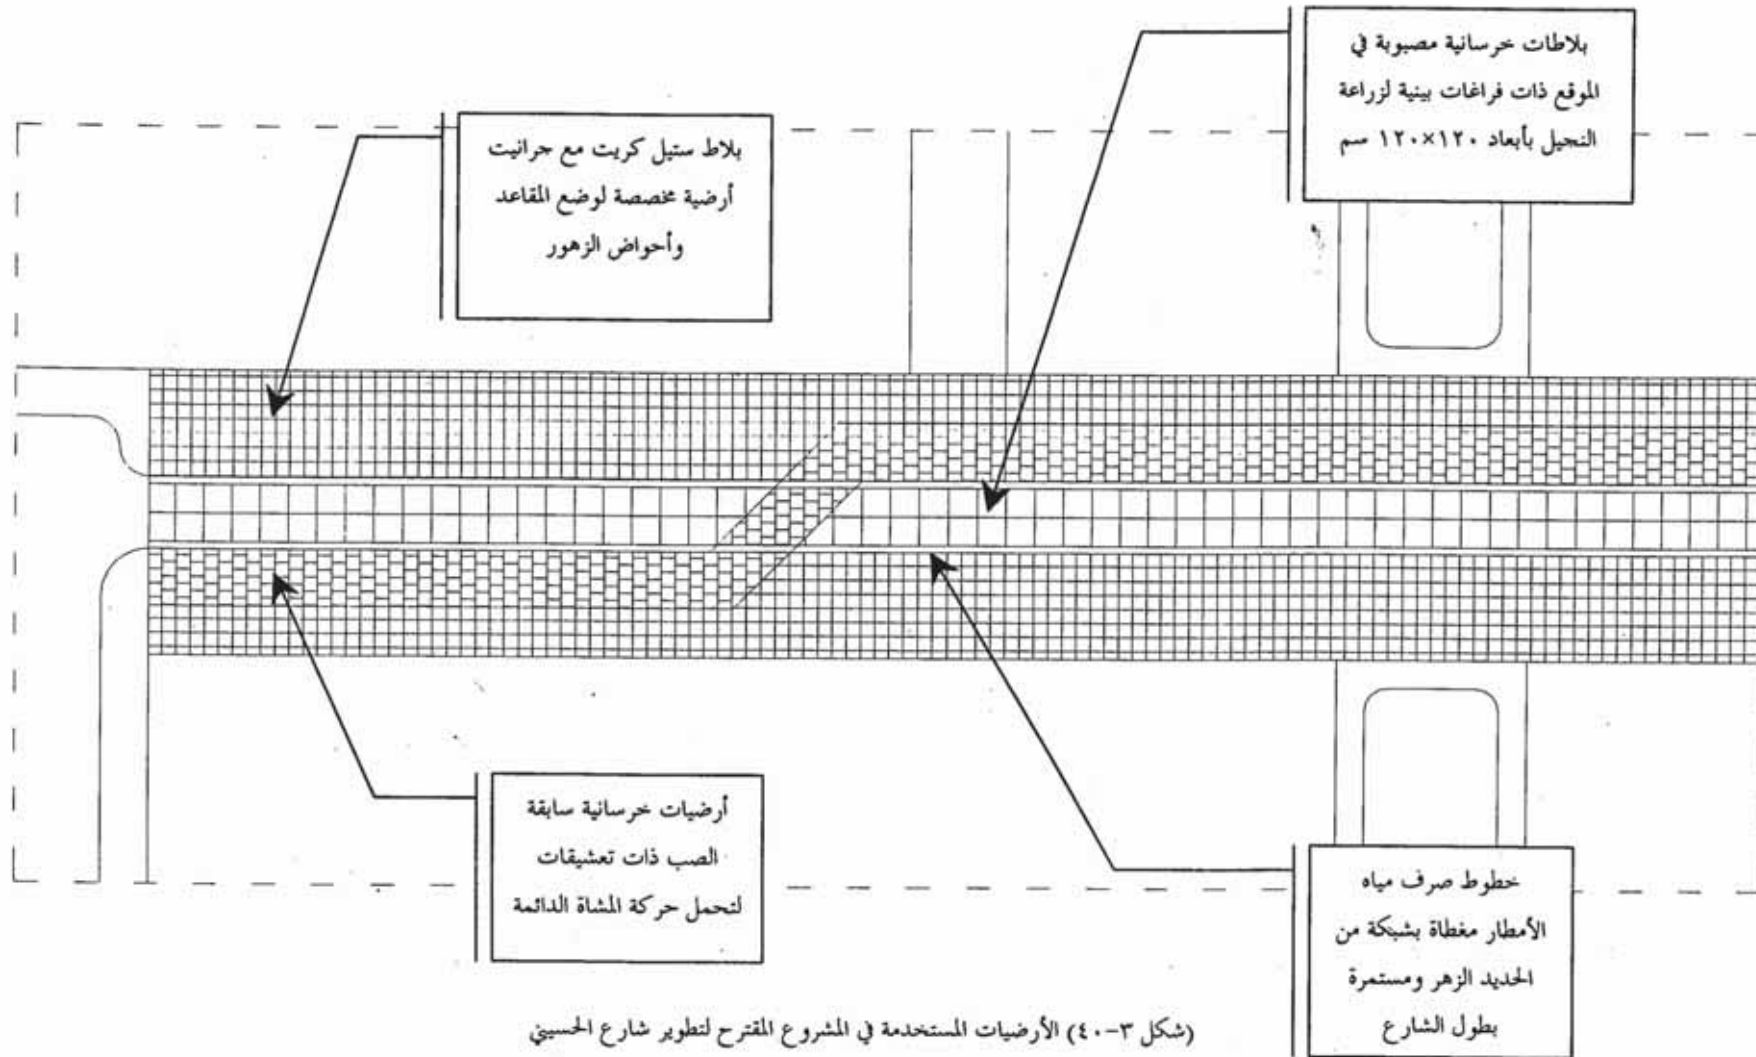 بلاطات خرسانية مصبوبة في
الموقع ذات فراغات بينية لزراعة
النخيل بأبعاد ١٢٠×١٢٠ سم
بلاط ستيل كريت مع جرانيت
أرضية مخصصة لوضع المقاعد
وأحواض الزهور
أرضيات خرسانية سابقة
الصب ذات تعشيقات
لتحمل حركة المشاة الدائمة
خطوط صرف مياه
الأمطار مغطاة بشبكة من
الحديد الزهر ومستمرة
بطول الشارع
(شكل ٣-٤٠) الأرضيات المستخدمة في المشروع المقترح لتطوير شارع الحسيني